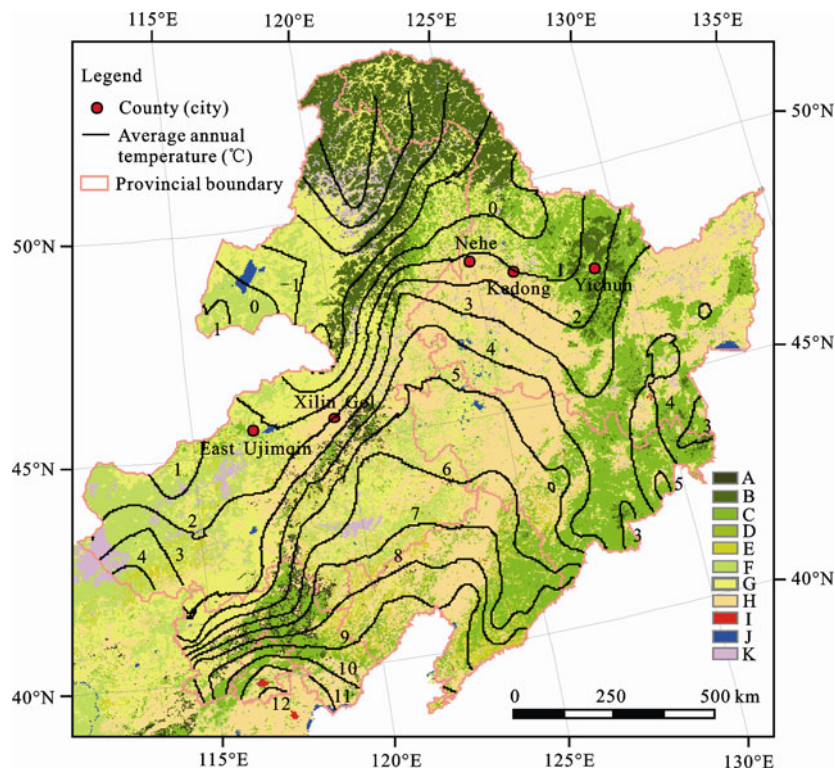 115°E 120°E 125°E 130°E 135°E
Legend
County (city)
Average annual
temperature (℃)
Provincial boundary
50°N
0
50°N
Nehe
Kedong
1
Yichun
−1
0
1
2
3
4
5
45°N
4
3
Xilin Gol
East Ujimqin
45°N
1
6
5
2
7
3
4
3
8
40°N
9
10
11
12
40°N
A
B
C
D
E
F
G
H
I
J
K
0 250 500 km
115°E 120°E 125°E 130°E